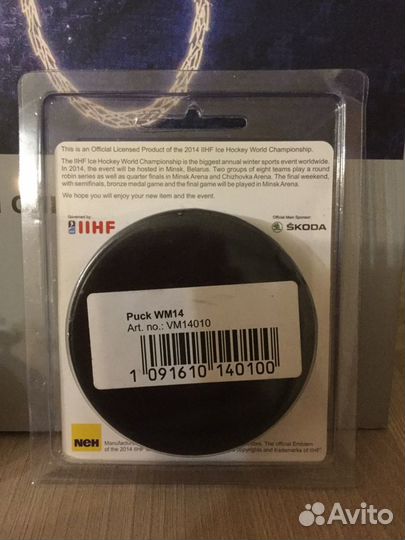 This is an Official Licensed Product of the 2014 IIHF Ice Hockey World Championship.
The IIHF Ice Hockey World Championship is the biggest annual winter sports event worldwide.
In 2014, the event will be hosted in Minsk, Belarus. Two groups of eight teams play a round
robin series as well as quarter finals in Minsk Arena and Chizhovka Arena. The final weekend,
with semifinals, bronze medal game and the final game will be played in Minsk Arena.
We hope you will enjoy your new item and the event.
Governed by
IIHF
Official Main Sponsor
ŠKODA
Puck WM14
Art. no.: VM14010
1 091610 140100
NeH
The official Emblem
of the 2014 IIHF
copyrights and trademarks of IIHF
Avito